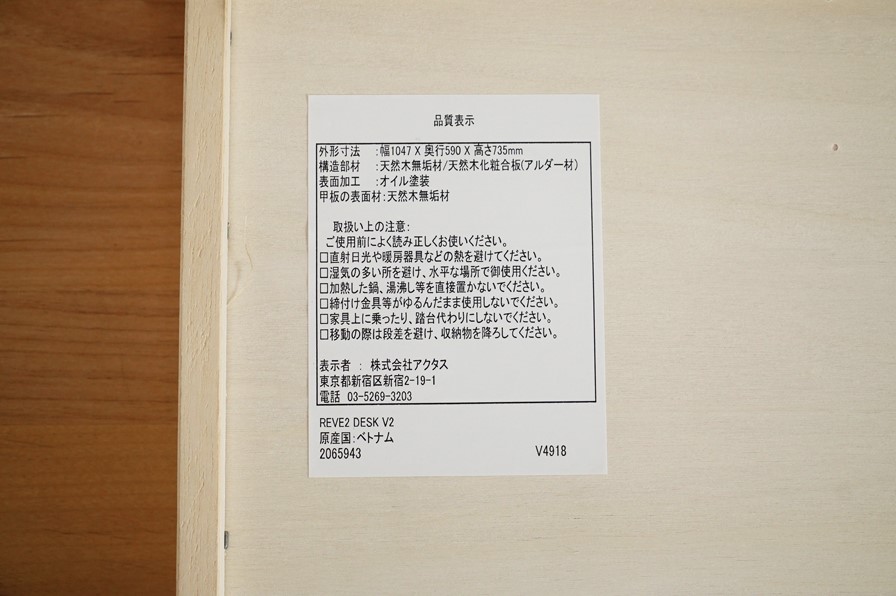 品質表示
外形寸法　：幅1047 X 奥行590 X 高さ735mm
構造部材　：天然木無垢材/天然木化粧合板(アルダー材)
表面加工　：オイル塗装
甲板の表面材：天然木無垢材
取扱い上の注意：
ご使用前によく読み正しくお使いください。
□直射日光や暖房器具などの熱を避けてください。
□湿気の多い所を避け、水平な場所で御使用ください。
□加熱した鍋、湯沸し等を直接置かないでください。
□締付け金具等がゆるんだまま使用しないでください。
□家具上に乗ったり、踏台代わりにしないでください。
□移動の際は段差を避け、収納物を降ろしてください。
表示者　：　株式会社アクタス
東京都新宿区新宿2-19-1
電話　03-5269-3203
REVE2 DESK V2
原産国：ベトナム
2065943　V4918